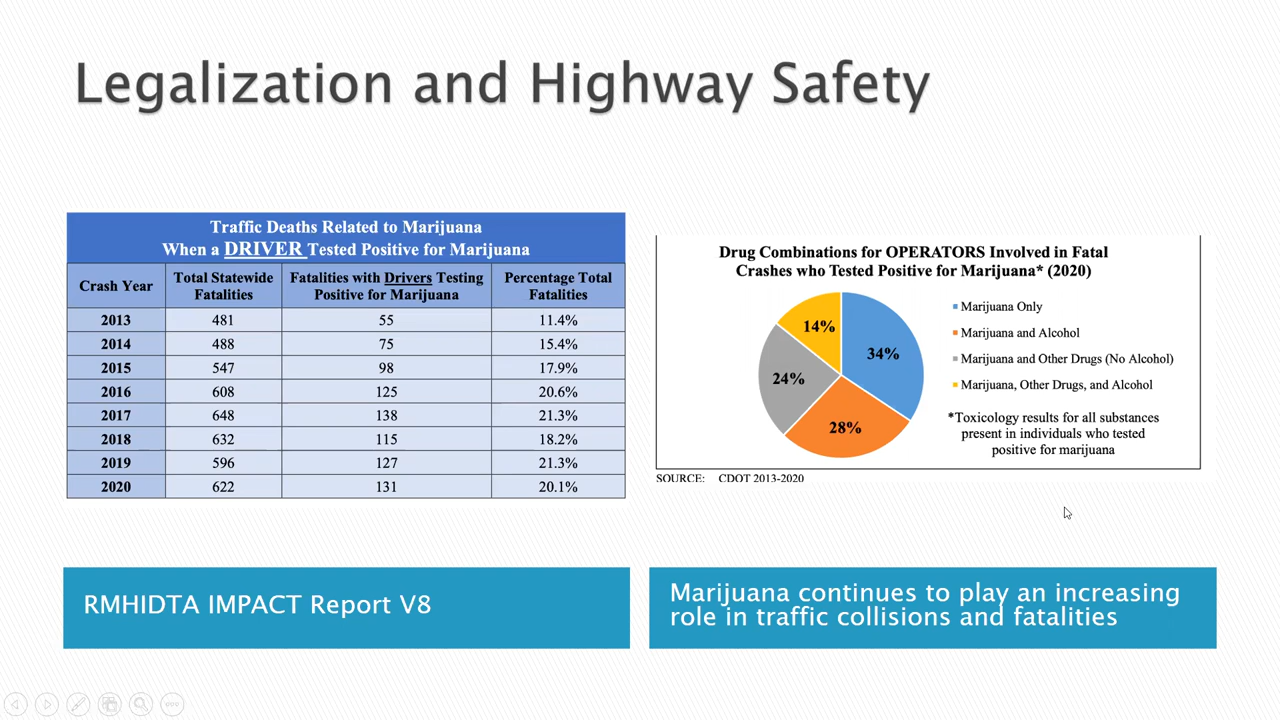 Legalization and Highway Safety
Traffic Deaths Related to Marijuana
When a DRIVER Tested Positive for Marijuana
Crash Year Total Statewide Fatalities Fatalities with Drivers Testing Positive for Marijuana Percentage Total Fatalities
2013 481 55 11.4%
2014 488 75 15.4%
2015 547 98 17.9%
2016 608 125 20.6%
2017 648 138 21.3%
2018 632 115 18.2%
2019 596 127 21.3%
2020 622 131 20.1%
Drug Combinations for OPERATORS Involved in Fatal
Crashes who Tested Positive for Marijuana* (2020)
14%
34%
24%
28%
Marijuana Only
Marijuana and Alcohol
Marijuana and Other Drugs (No Alcohol)
Marijuana, Other Drugs, and Alcohol
*Toxicology results for all substances
present in individuals who tested
positive for marijuana
SOURCE: CDOT 2013-2020
RMHIDTA IMPACT Report V8
Marijuana continues to play an increasing
role in traffic collisions and fatalities